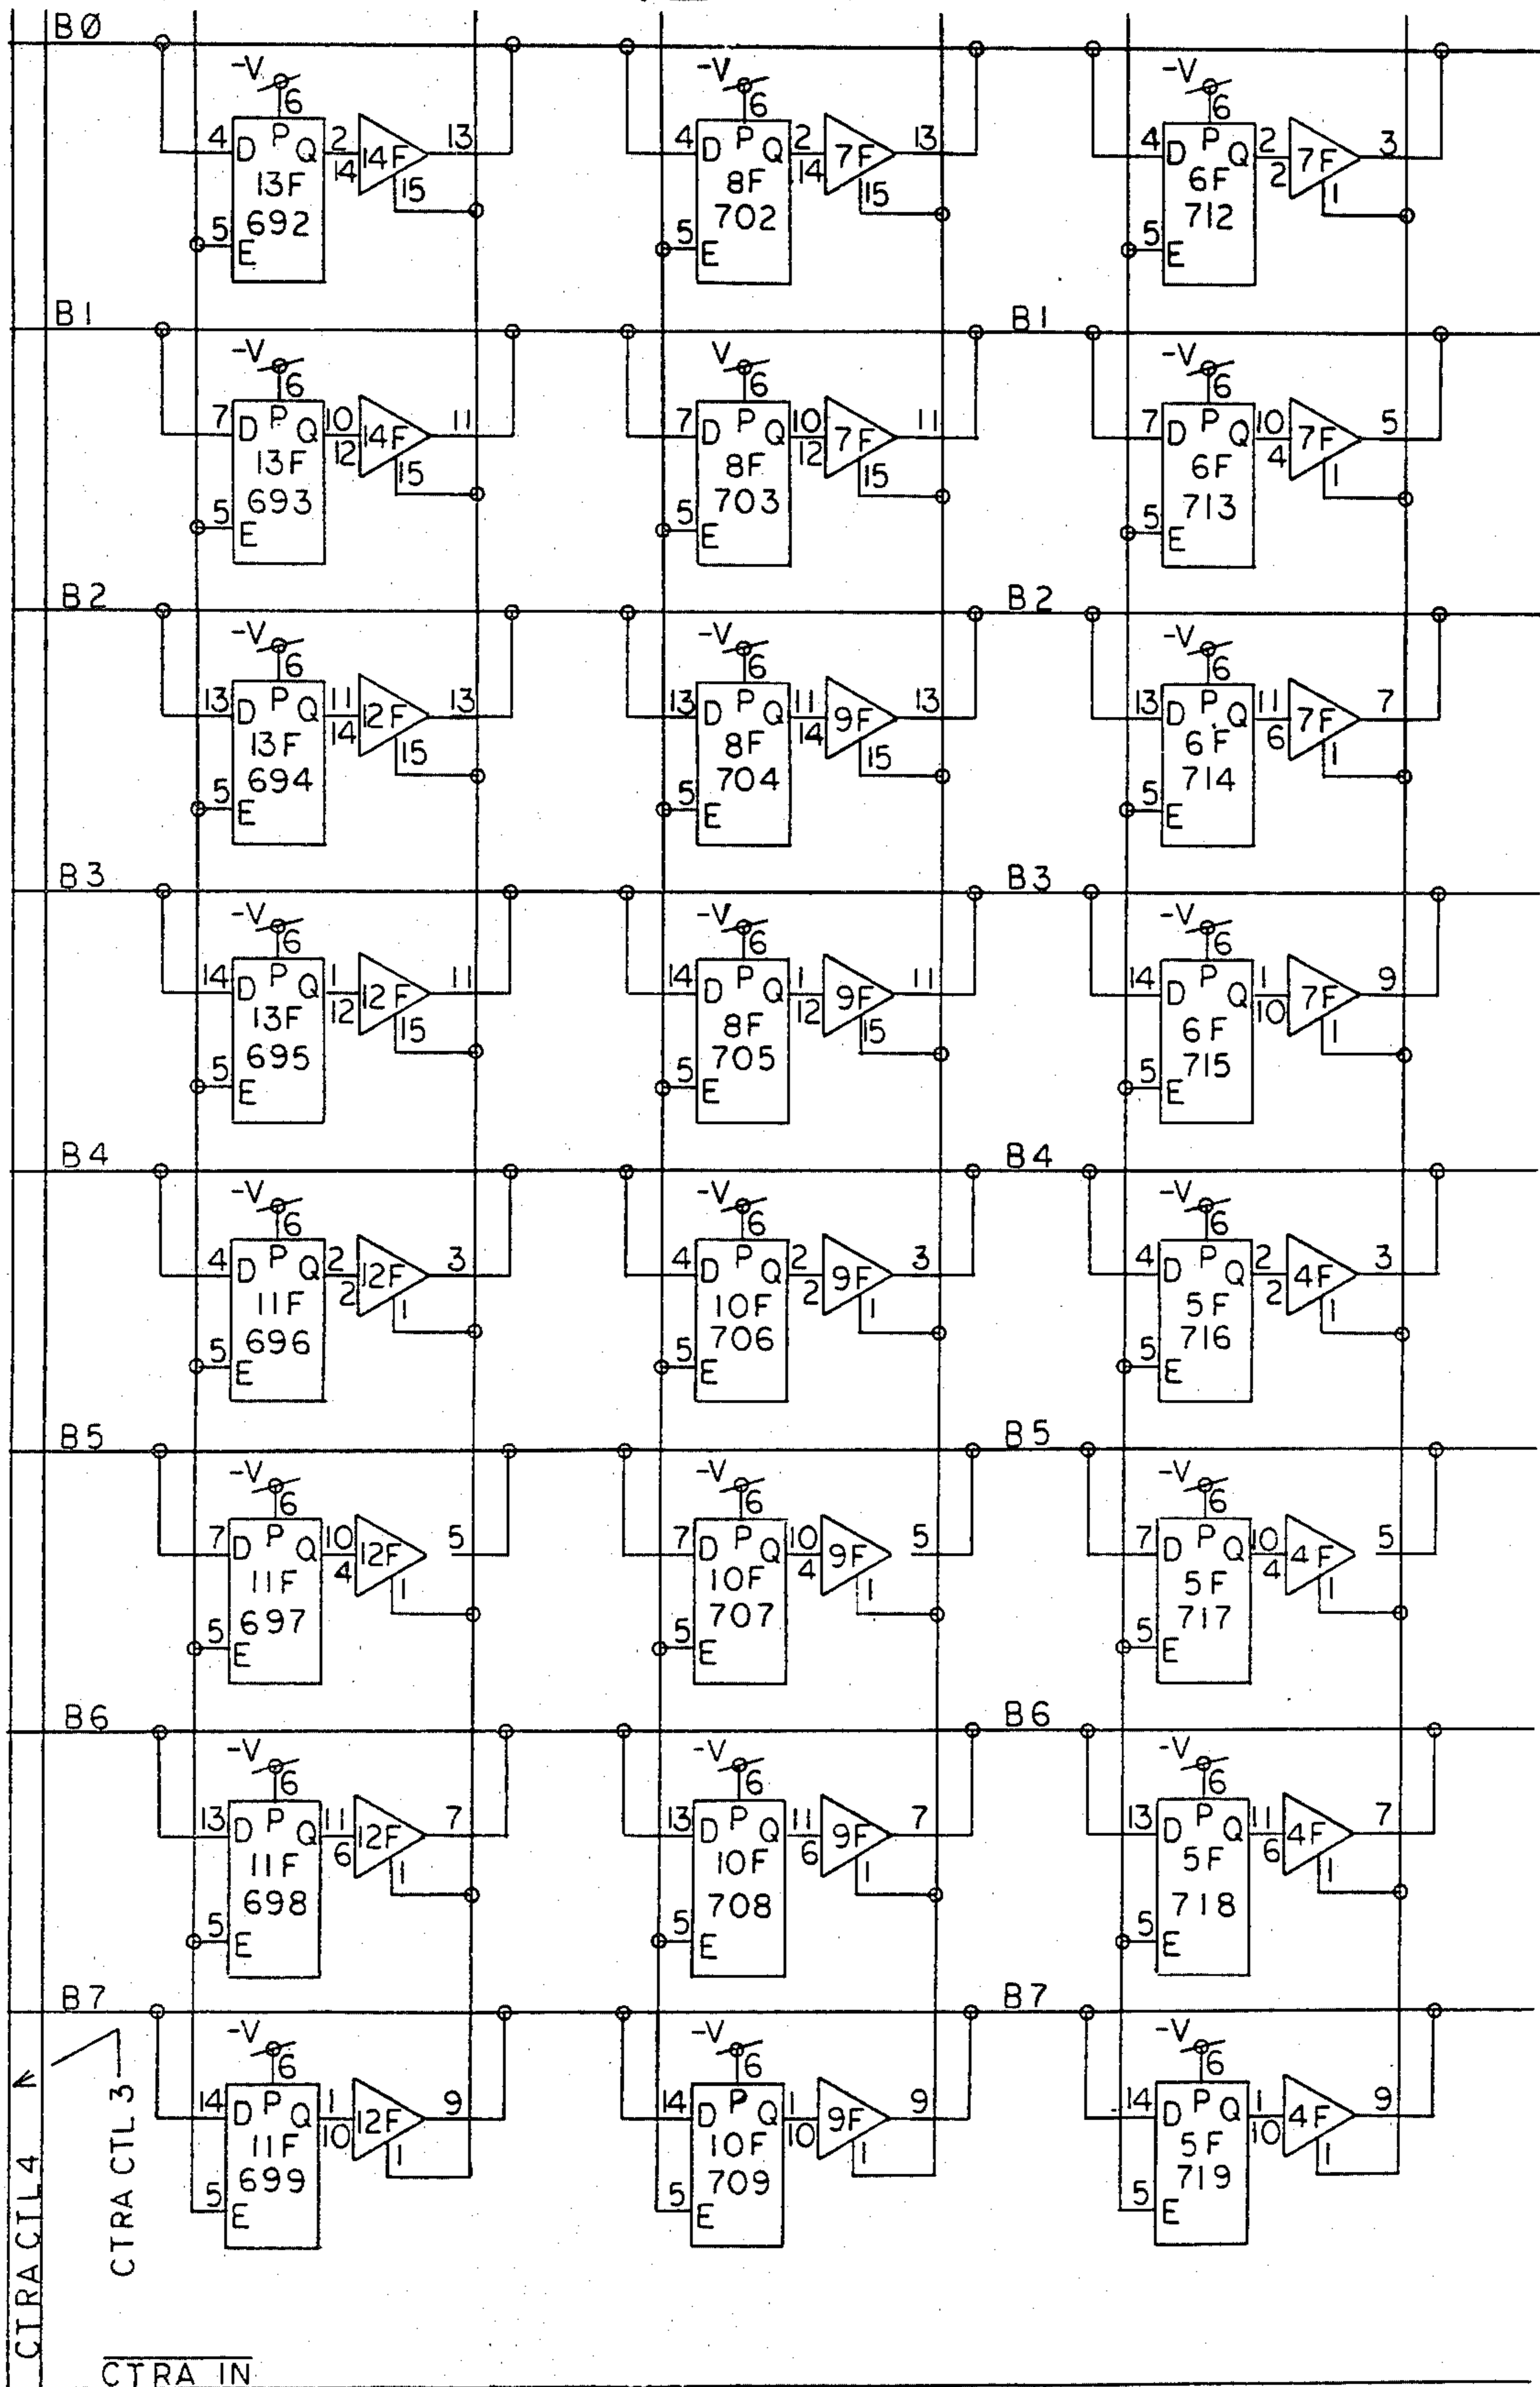 BØ
-V 6 -V 6 -V 6
4 D P Q 2 14 14F 13 4 D P Q 2 14 7F 13 4 D P Q 2 2 7F 3
13F 15 8F 15 6F 1
692 702 712
5 E 5 E 5 E
B1 B1
-V 6 V 6 -V 6
7 D P Q 10 12 14F 11 7 D P Q 10 12 7F 11 7 D P Q 10 4 7F 5
13F 15 8F 15 6F 1
693 703 713
5 E 5 E 5 E
B2 B2
-V 6 -V 6 -V 6
13 D P Q 11 14 12F 13 13 D P Q 11 14 9F 13 13 D P Q 11 6 7F 7
13F 15 8F 15 6F 1
694 704 714
5 E 5 E 5 E
B3 B3
-V 6 -V 6 -V 6
14 D P Q 1 12 12F 11 14 D P Q 1 12 9F 11 14 D P Q 1 10 7F 9
13F 15 8F 15 6F 1
695 705 715
5 E 5 E 5 E
B4 B4
-V 6 -V 6 -V 6
4 D P Q 2 2 12F 3 4 D P Q 2 2 9F 3 4 D P Q 2 2 4F 3
11F 1 10F 1 5F 1
696 706 716
5 E 5 E 5 E
B5 B5
-V 6 -V 6 -V 6
7 D P Q 10 4 12F 5 7 D P Q 10 4 9F 5 7 D P Q 10 4 4F 5
11F 1 10F 1 5F 1
697 707 717
5 E 5 E 5 E
B6 B6
-V 6 -V 6 -V 6
13 D P Q 11 6 12F 7 13 D P Q 11 6 9F 7 13 D P Q 11 6 4F 7
11F 1 10F 1 5F 1
698 708 718
5 E 5 E 5 E
B7 B7
-V 6 -V 6 -V 6
14 D P Q 1 10 12F 9 14 D P Q 1 10 9F 9 14 D P Q 1 10 4F 9
11F 1 10F 1 5F 1
699 709 719
5 E 5 E 5 E
CTRA CTL4
CTRA CTL 3
CTRA IN